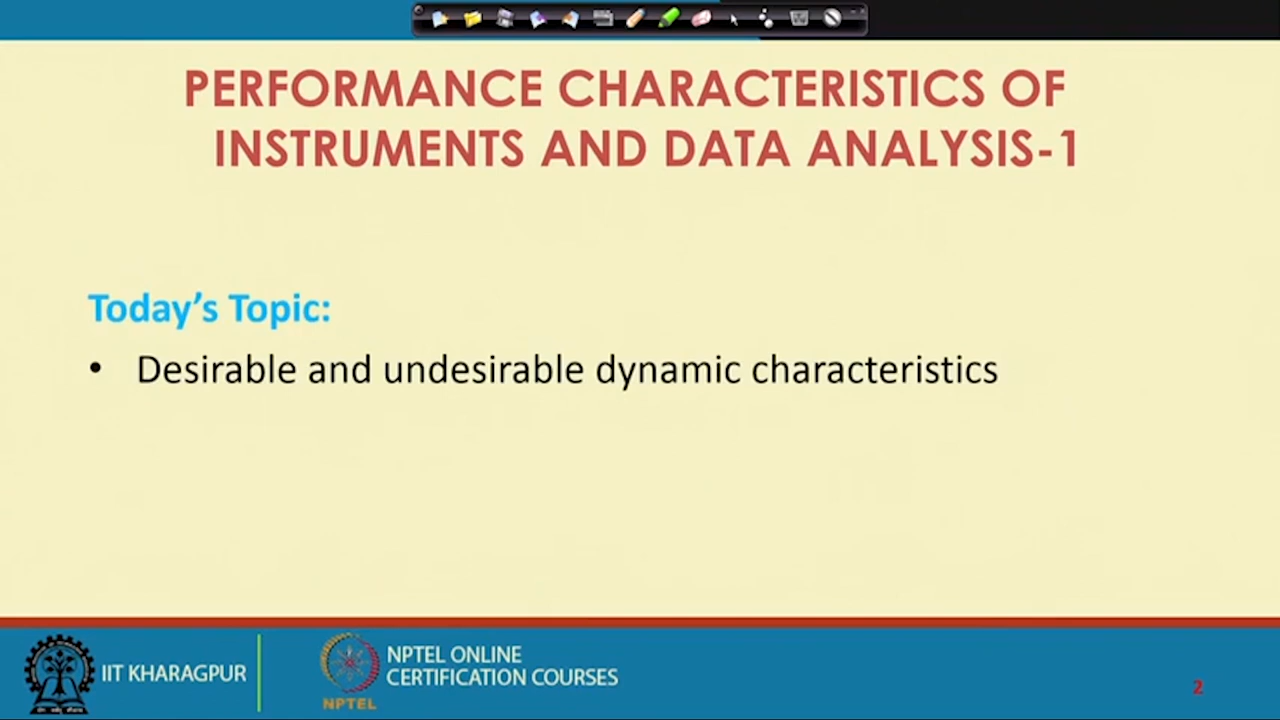 PERFORMANCE CHARACTERISTICS OF
INSTRUMENTS AND DATA ANALYSIS-1
Today's Topic:
• Desirable and undesirable dynamic characteristics
IIT KHARAGPUR
NPTEL
NPTEL ONLINE
CERTIFICATION COURSES
2